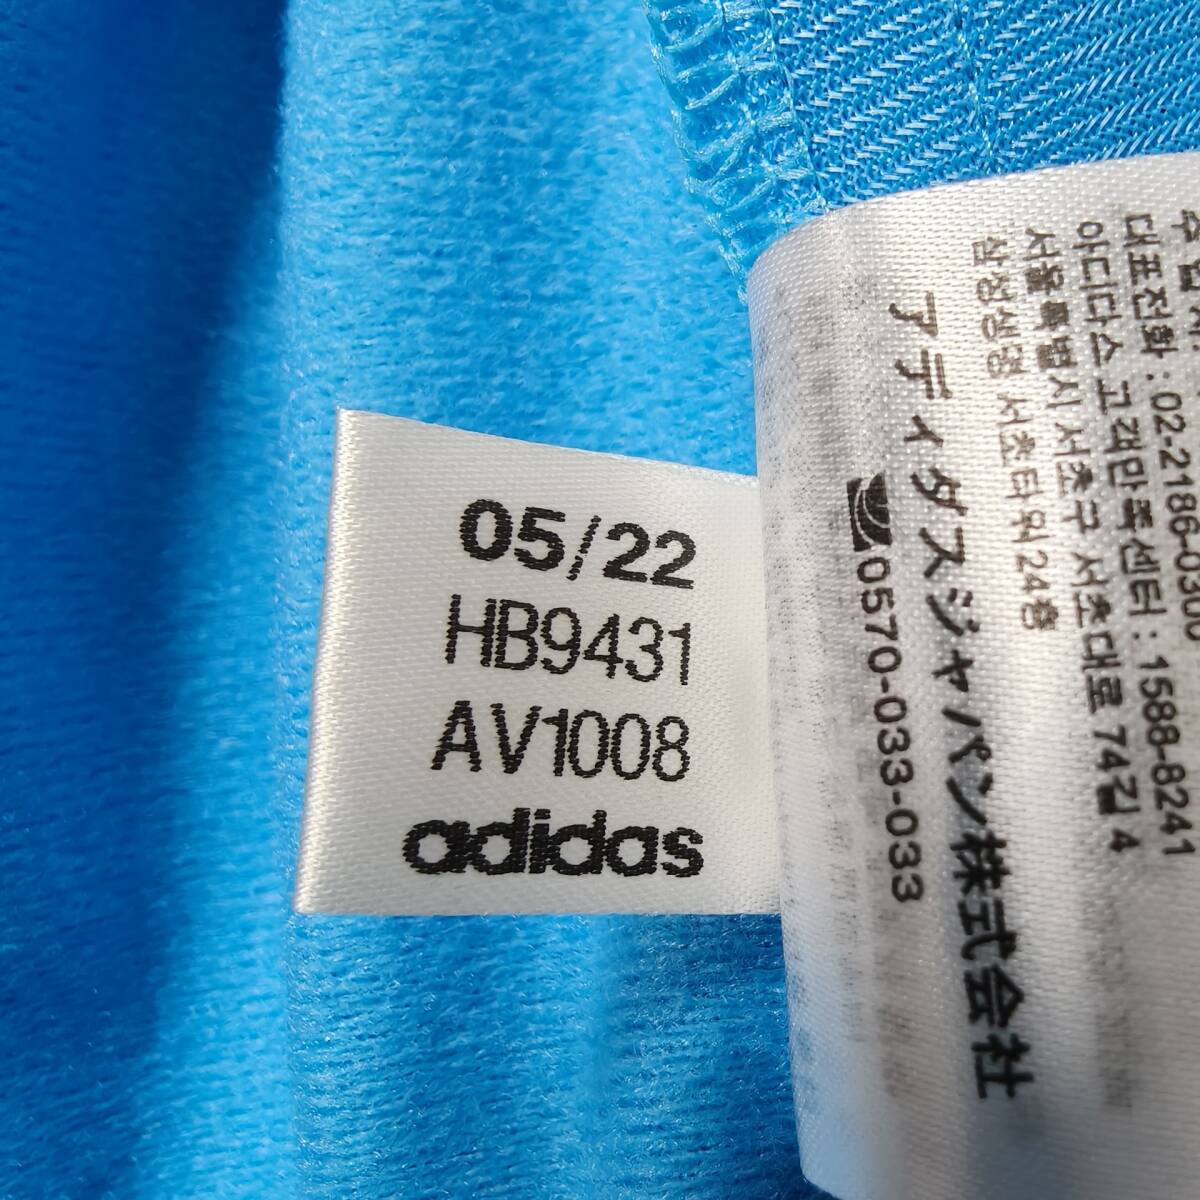 05/22
HB9431
AV1008
adidas
대표전화 : 02-2186-0300
아디다스 고객만족센터 : 1588-8241
서울특별시 서초구 서초대로 74길 4
삼성생명 서초타워24층
アディダスジャパン株式会社
0570-033-033